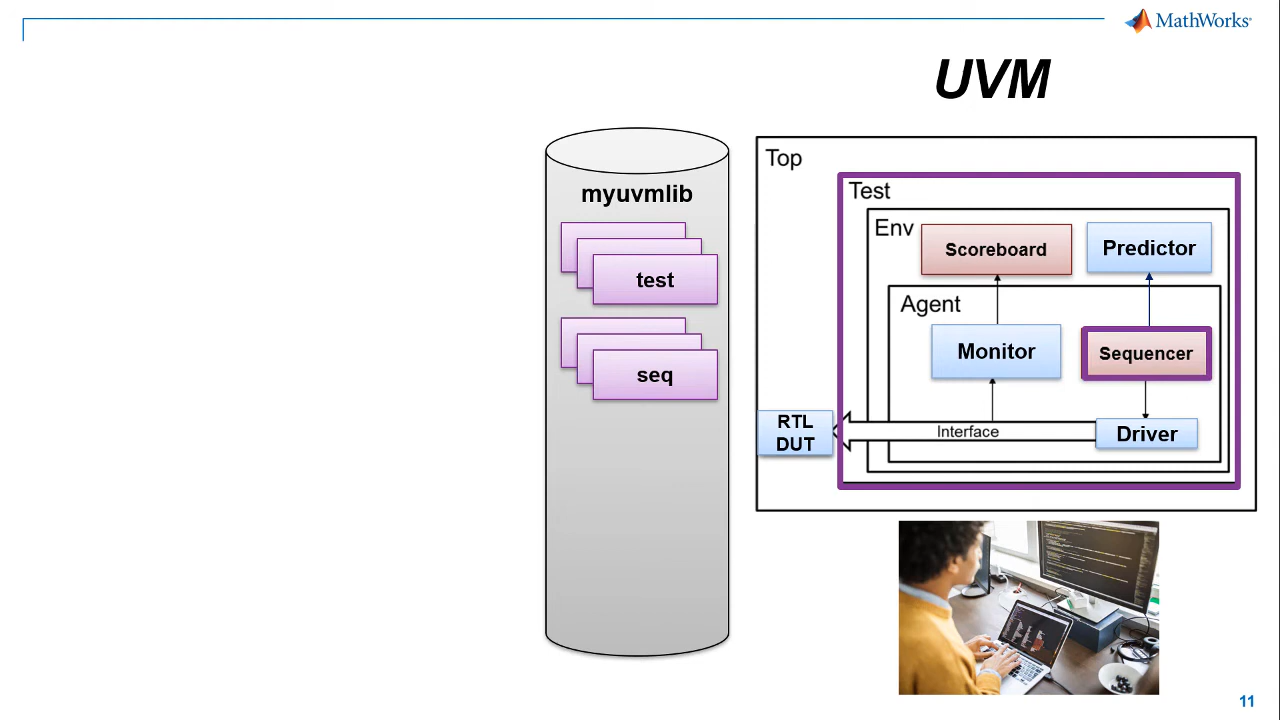 MathWorks
UVM
myuvmlib
test
seq
Top
Test
Env
Scoreboard
Predictor
Agent
Monitor
Sequencer
RTL
DUT
Interface
Driver
11